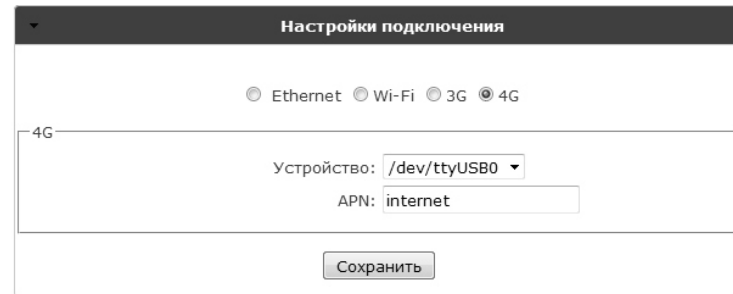 Настройки подключения
Ethernet Wi-Fi 3G 4G
4G
Устройство: /dev/ttyUSB0
APN: internet
Сохранить